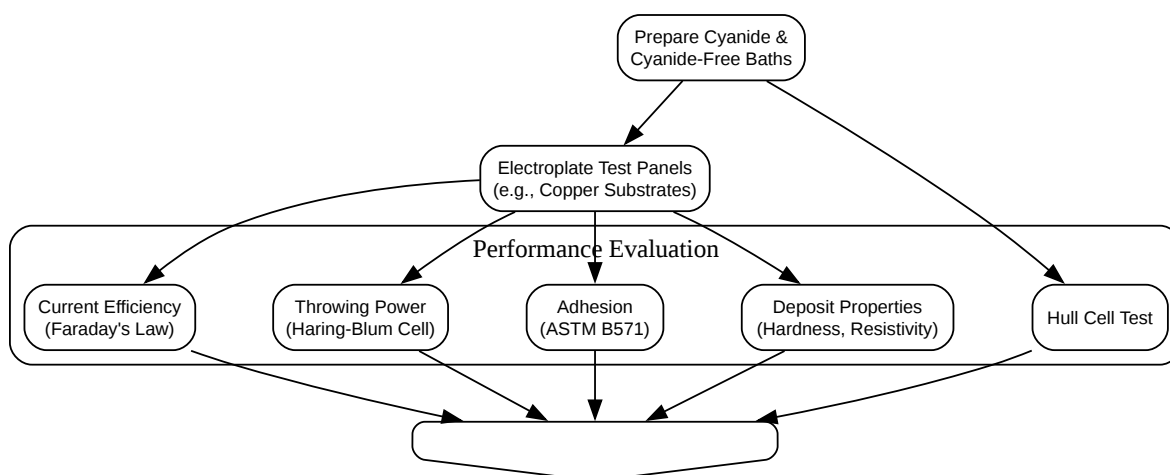 Prepare Cyanide &
Cyanide-Free Baths
Electroplate Test Panels
(e.g., Copper Substrates)
Performance Evaluation
Current Efficiency
(Faraday's Law)
Throwing Power
(Haring-Blum Cell)
Adhesion
(ASTM B571)
Deposit Properties
(Hardness, Resistivity)
Hull Cell Test